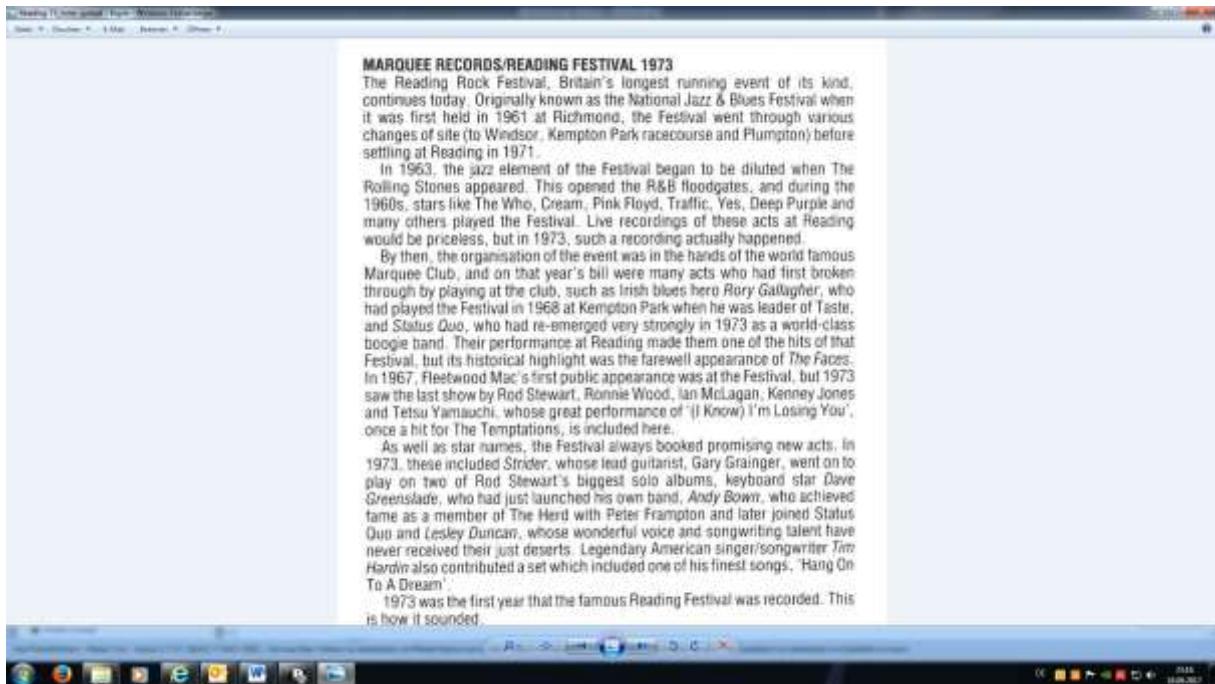 MARQUEE RECORDS/READING FESTIVAL 1973
The Reading Rock Festival, Britain's longest running event of its kind,
continues today. Originally known as the National Jazz & Blues Festival when
it was first held in 1961 at Richmond, the Festival went through various
changes of site (to Windsor, Kempton Park racecourse and Plumpton) before
settling at Reading in 1971.
In 1963, the jazz element of the Festival began to be diluted when The
Rolling Stones appeared. This opened the R&B floodgates, and during the
1960s, stars like The Who, Cream, Pink Floyd, Traffic, Yes, Deep Purple and
many others played the Festival. Live recordings of these acts at Reading
would be priceless, but in 1973, such a recording actually happened.
By then, the organisation of the event was in the hands of the world famous
Marquee Club, and on that year's bill were many acts who had first broken
through by playing at the club, such as Irish blues hero Rory Gallagher, who
had played the Festival in 1968 at Kempton Park when he was leader of Taste,
and Status Quo, who had re-emerged very strongly in 1973 as a world-class
boogie band. Their performance at Reading made them one of the hits of that
Festival, but its historical highlight was the farewell appearance of The Faces.
In 1967, Fleetwood Mac's first public appearance was at the Festival, but 1973
saw the last show by Rod Stewart, Ronnie Wood, Ian McLagan, Kenney Jones
and Tetsu Yamauchi, whose great performance of '(I Know) I'm Losing You',
once a hit for The Temptations, is included here.
As well as star names, the Festival always booked promising new acts. In
1973, these included Strider, whose lead guitarist, Gary Grainger, went on to
play on two of Rod Stewart's biggest solo albums, keyboard star Dave
Greenslade, who had just launched his own band, Andy Bown, who achieved
fame as a member of The Herd with Peter Frampton and later joined Status
Quo and Lesley Duncan, whose wonderful voice and songwriting talent have
never received their just deserts. Legendary American singer/songwriter Tim
Hardin also contributed a set which included one of his finest songs, 'Hang On
To A Dream'.
1973 was the first year that the famous Reading Festival was recorded. This
is how it sounded.